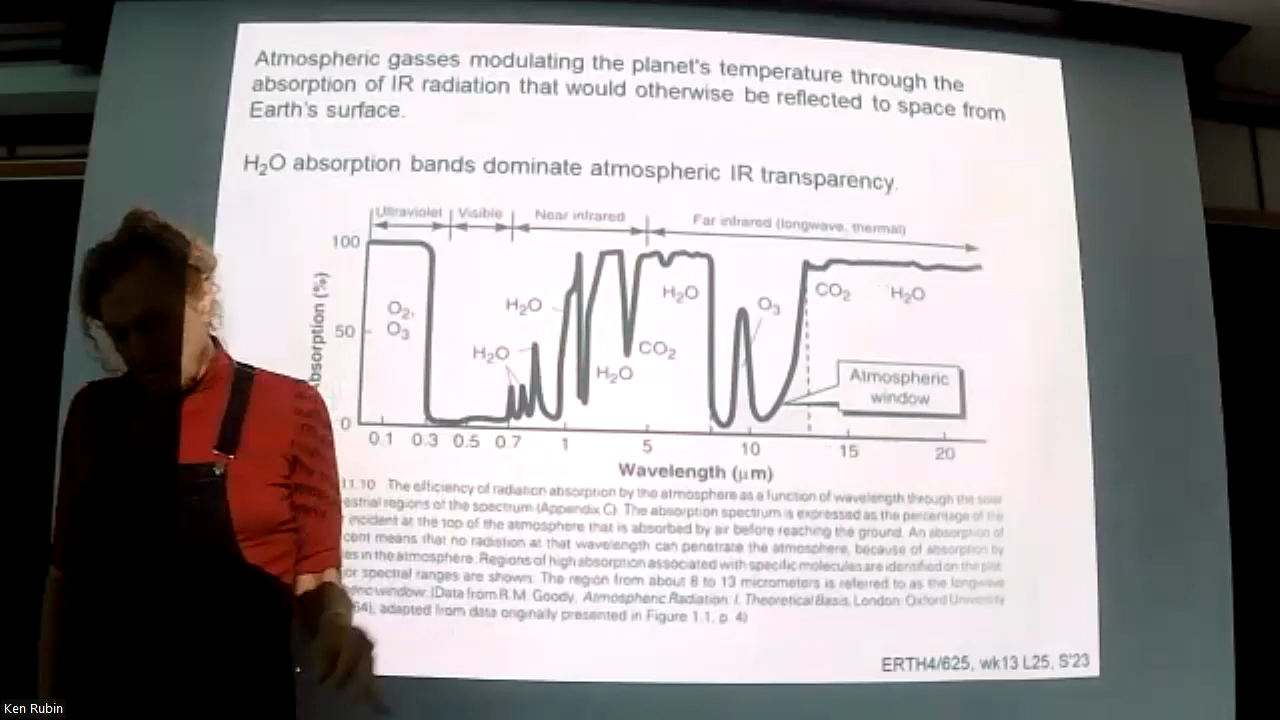 Atmospheric gasses modulating the planet's temperature through the
absorption of IR radiation that would otherwise be reflected to space from
Earth's surface.
H₂O absorption bands dominate atmospheric IR transparency.
Ultraviolet Visible Near infrared Far infrared (longwave, thermal)
100
50
0
bsorption (%)
O₂,
O₃
H₂O
H₂O
H₂O
CO₂
H₂O
O₃
CO₂
H₂O
Atmospheric
window
0.1 0.3 0.5 0.7 1 5 10 15 20
Wavelength (μm)
11.10 The efficiency of radiation absorption by the atmosphere as a function of wavelength through the
estrial regions of the spectrum (Appendix C). The absorption spectrum is expressed as the percentage of the
incident at the top of the atmosphere that is absorbed by air before reaching the ground. An absorption of
cent means that no radiation at that wavelength can penetrate the atmosphere, because of absorption by
es in the atmosphere. Regions of high absorption associated with specific molecules are identified on the plot.
or spectral ranges are shown. The region from about 8 to 13 micrometers is referred to as the longwave
window. (Data from R. M. Goody, Atmospheric Radiation: I. Theoretical Basis, London: Oxford University
64), adapted from data originally presented in Figure 1.1, p. 4)
ERTH4/625, wk13 L25, S'23
Ken Rubin